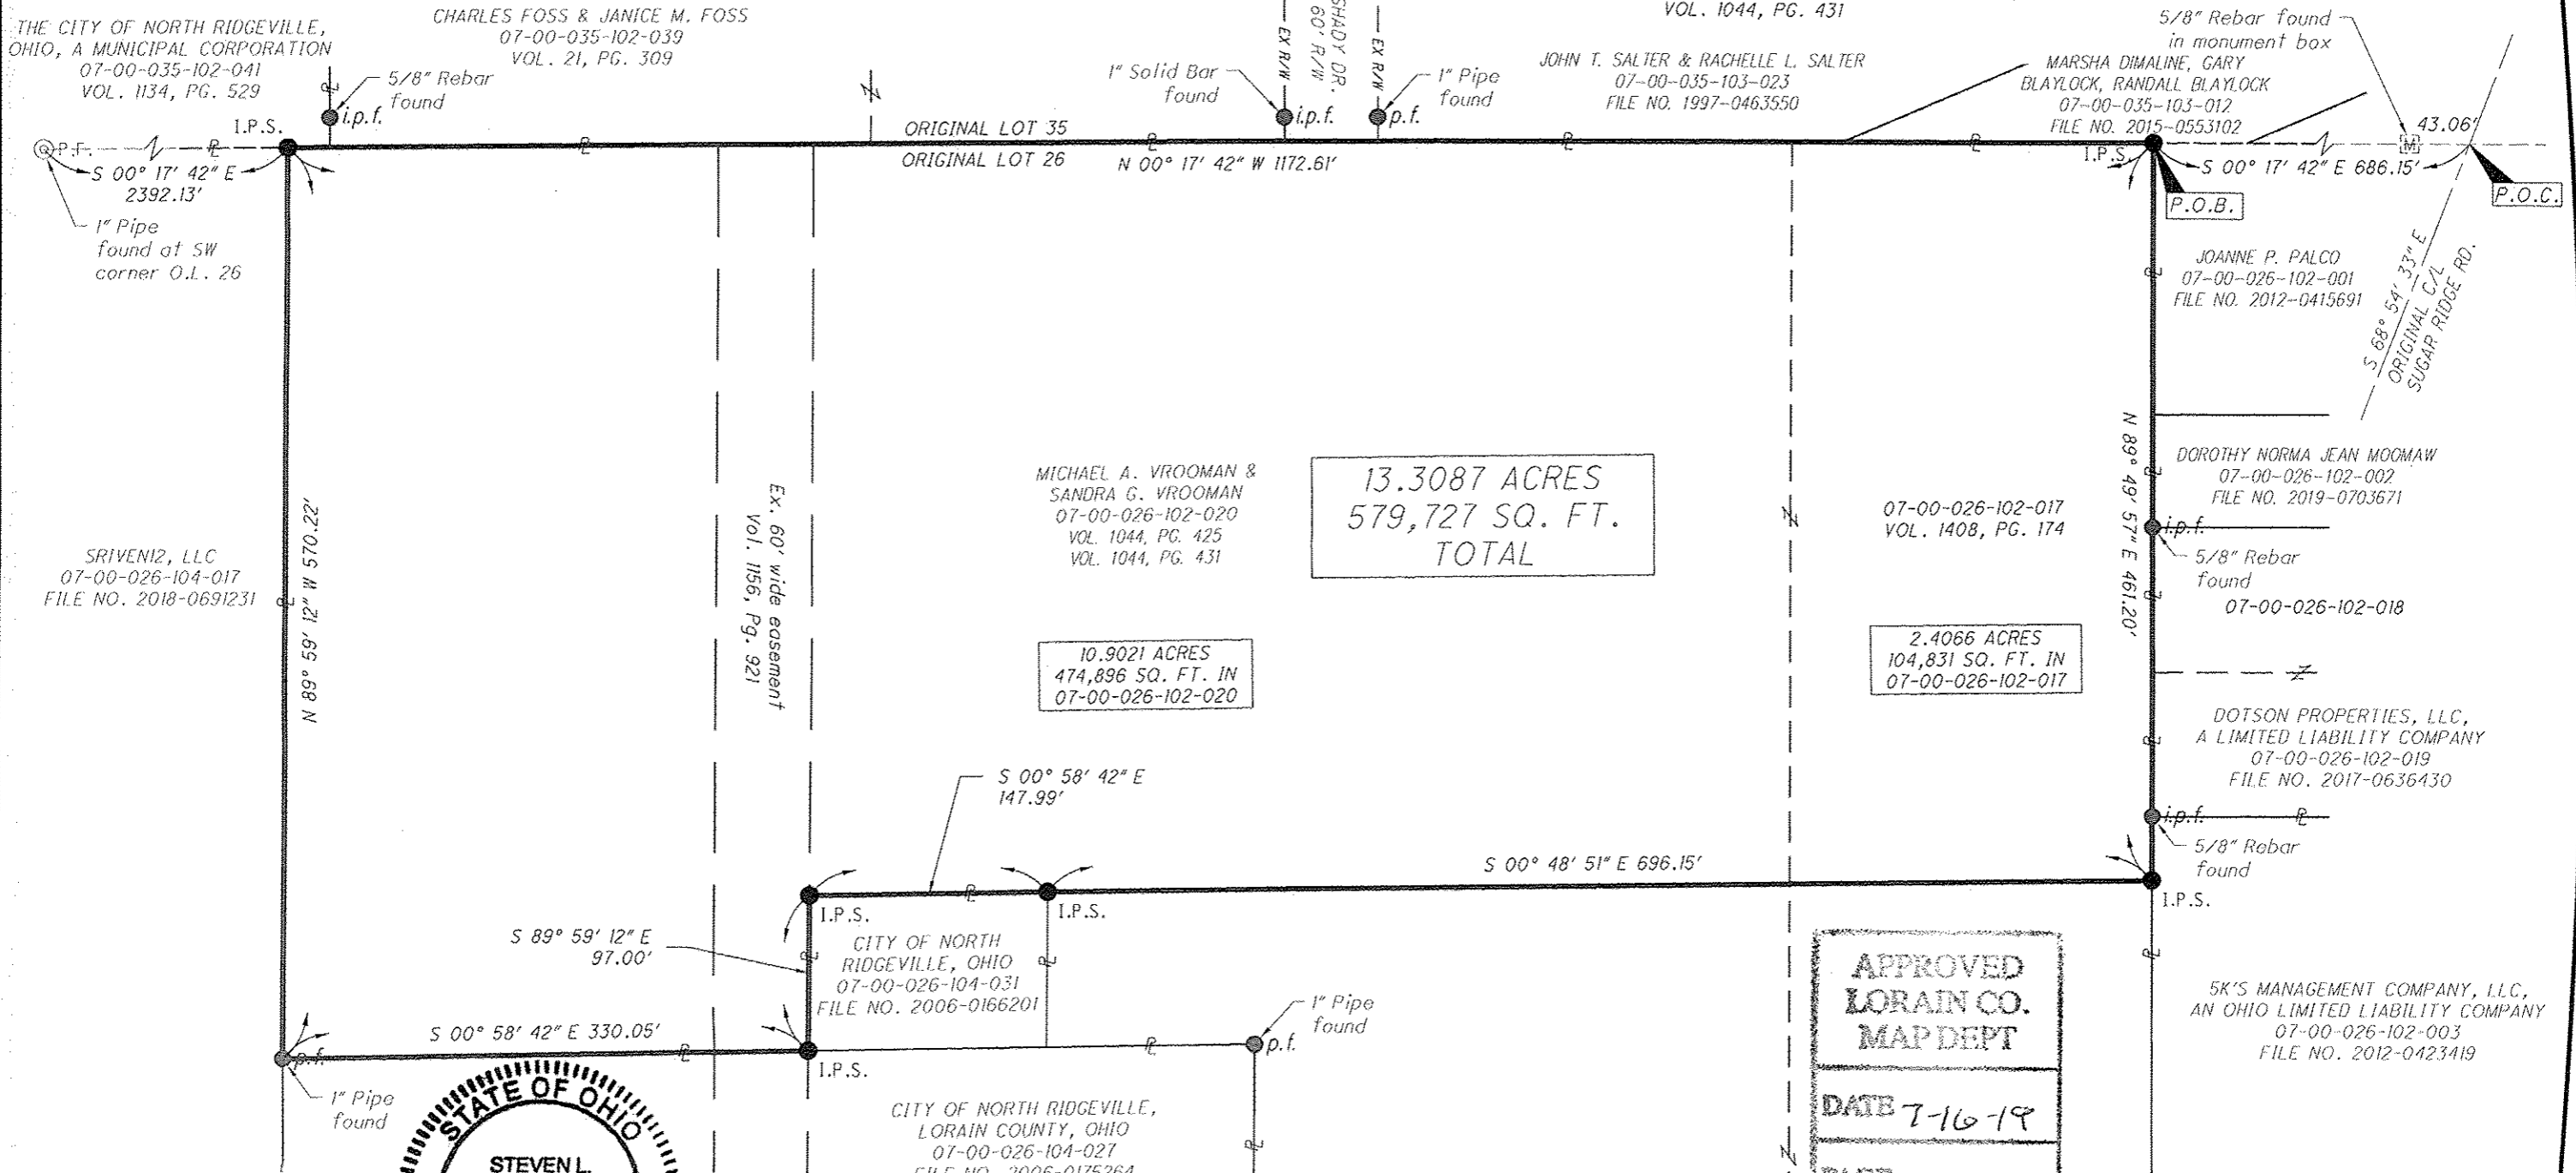 THE CITY OF NORTH RIDGEVILLE,
OHIO, A MUNICIPAL CORPORATION
07-00-035-102-041
VOL. 1134, PG. 529
CHARLES FOSS & JANICE M. FOSS
07-00-035-102-039
VOL. 21, PG. 309
5/8" Rebar
found
i.p.f.
I.P.S.
P.F.
S 00° 17' 42" E
2392.13'
1" Pipe
found at SW
corner O.L. 26
1" Solid Bar
found
i.p.f.
EX R/W
60' R/W
SHADY DR.
EX R/W
1" Pipe
found
p.f.
VOL. 1044, PG. 431
JOHN T. SALTER & RACHELLE L. SALTER
07-00-035-103-023
FILE NO. 1997-0463550
5/8" Rebar found
in monument box
MARSHA DIMALINE, GARY
BLAYLOCK, RANDALL BLAYLOCK
07-00-035-103-012
FILE NO. 2015-0553102
43.06'
M
ORIGINAL LOT 35
ORIGINAL LOT 26
N 00° 17' 42" W 1172.61'
I.P.S.
S 00° 17' 42" E 686.15'
P.O.B.
P.O.C.
JOANNE P. PALCO
07-00-026-102-001
FILE NO. 2012-0415691
S 68° 54' 33" E
ORIGINAL C/L
SUGAR RIDGE RD.
N 89° 49' 57" E 461.20'
DOROTHY NORMA JEAN MOOMAW
07-00-026-102-002
FILE NO. 2019-0703671
i.p.f.
5/8" Rebar
found
07-00-026-102-018
SRIVENI2, LLC
07-00-026-104-017
FILE NO. 2018-0691231
N 89° 59' 12" W 570.22'
Ex. 60' wide easement
Vol. 1156, Pg. 921
MICHAEL A. VROOMAN &
SANDRA G. VROOMAN
07-00-026-102-020
VOL. 1044, PG. 425
VOL. 1044, PG. 431
13.3087 ACRES
579,727 SQ. FT.
TOTAL
07-00-026-102-017
VOL. 1408, PG. 174
10.9021 ACRES
474,896 SQ. FT. IN
07-00-026-102-020
2.4066 ACRES
104,831 SQ. FT. IN
07-00-026-102-017
DOTSON PROPERTIES, LLC,
A LIMITED LIABILITY COMPANY
07-00-026-102-019
FILE NO. 2017-0636430
i.p.f.
5/8" Rebar
found
S 00° 58' 42" E
147.99'
S 00° 48' 51" E 696.15'
I.P.S.
I.P.S.
I.P.S.
S 89° 59' 12" E
97.00'
CITY OF NORTH
RIDGEVILLE, OHIO
07-00-026-104-031
FILE NO. 2006-0166201
1" Pipe
found
p.f.
S 00° 58' 42" E 330.05'
I.P.S.
p.f.
1" Pipe
found
5K'S MANAGEMENT COMPANY, LLC,
AN OHIO LIMITED LIABILITY COMPANY
07-00-026-102-003
FILE NO. 2012-0423419
APPROVED
LORAIN CO.
MAP DEPT
DATE 7-16-19
STATE OF OHIO
STEVEN L.
CITY OF NORTH RIDGEVILLE,
LORAIN COUNTY, OHIO
07-00-026-104-027
FILE NO. 2006-0175264